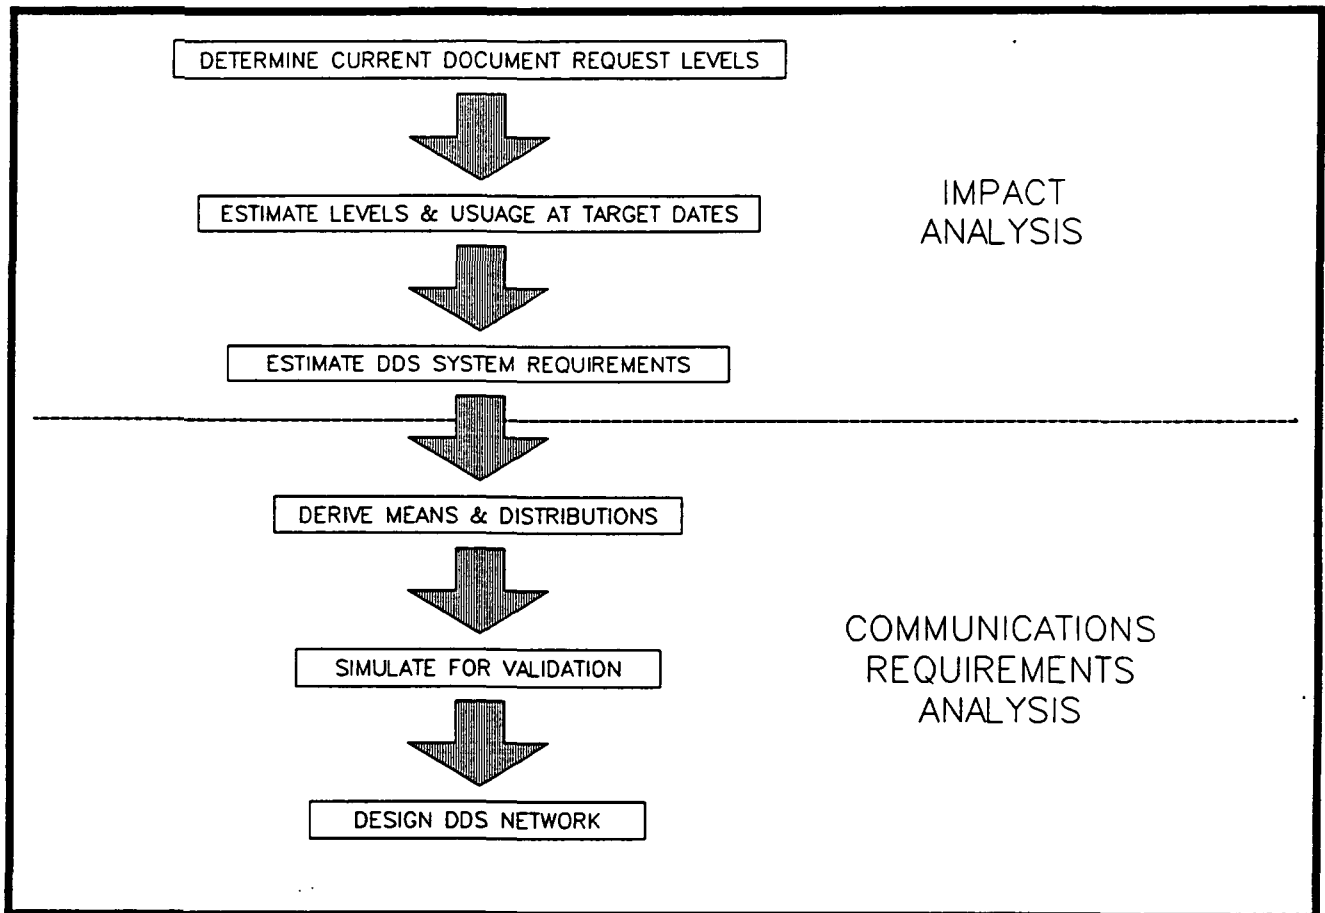 DETERMINE CURRENT DOCUMENT REQUEST LEVELS
ESTIMATE LEVELS & USUAGE AT TARGET DATES
IMPACT
ANALYSIS
ESTIMATE DDS SYSTEM REQUIREMENTS
DERIVE MEANS & DISTRIBUTIONS
SIMULATE FOR VALIDATION
COMMUNICATIONS
REQUIREMENTS
ANALYSIS
DESIGN DDS NETWORK